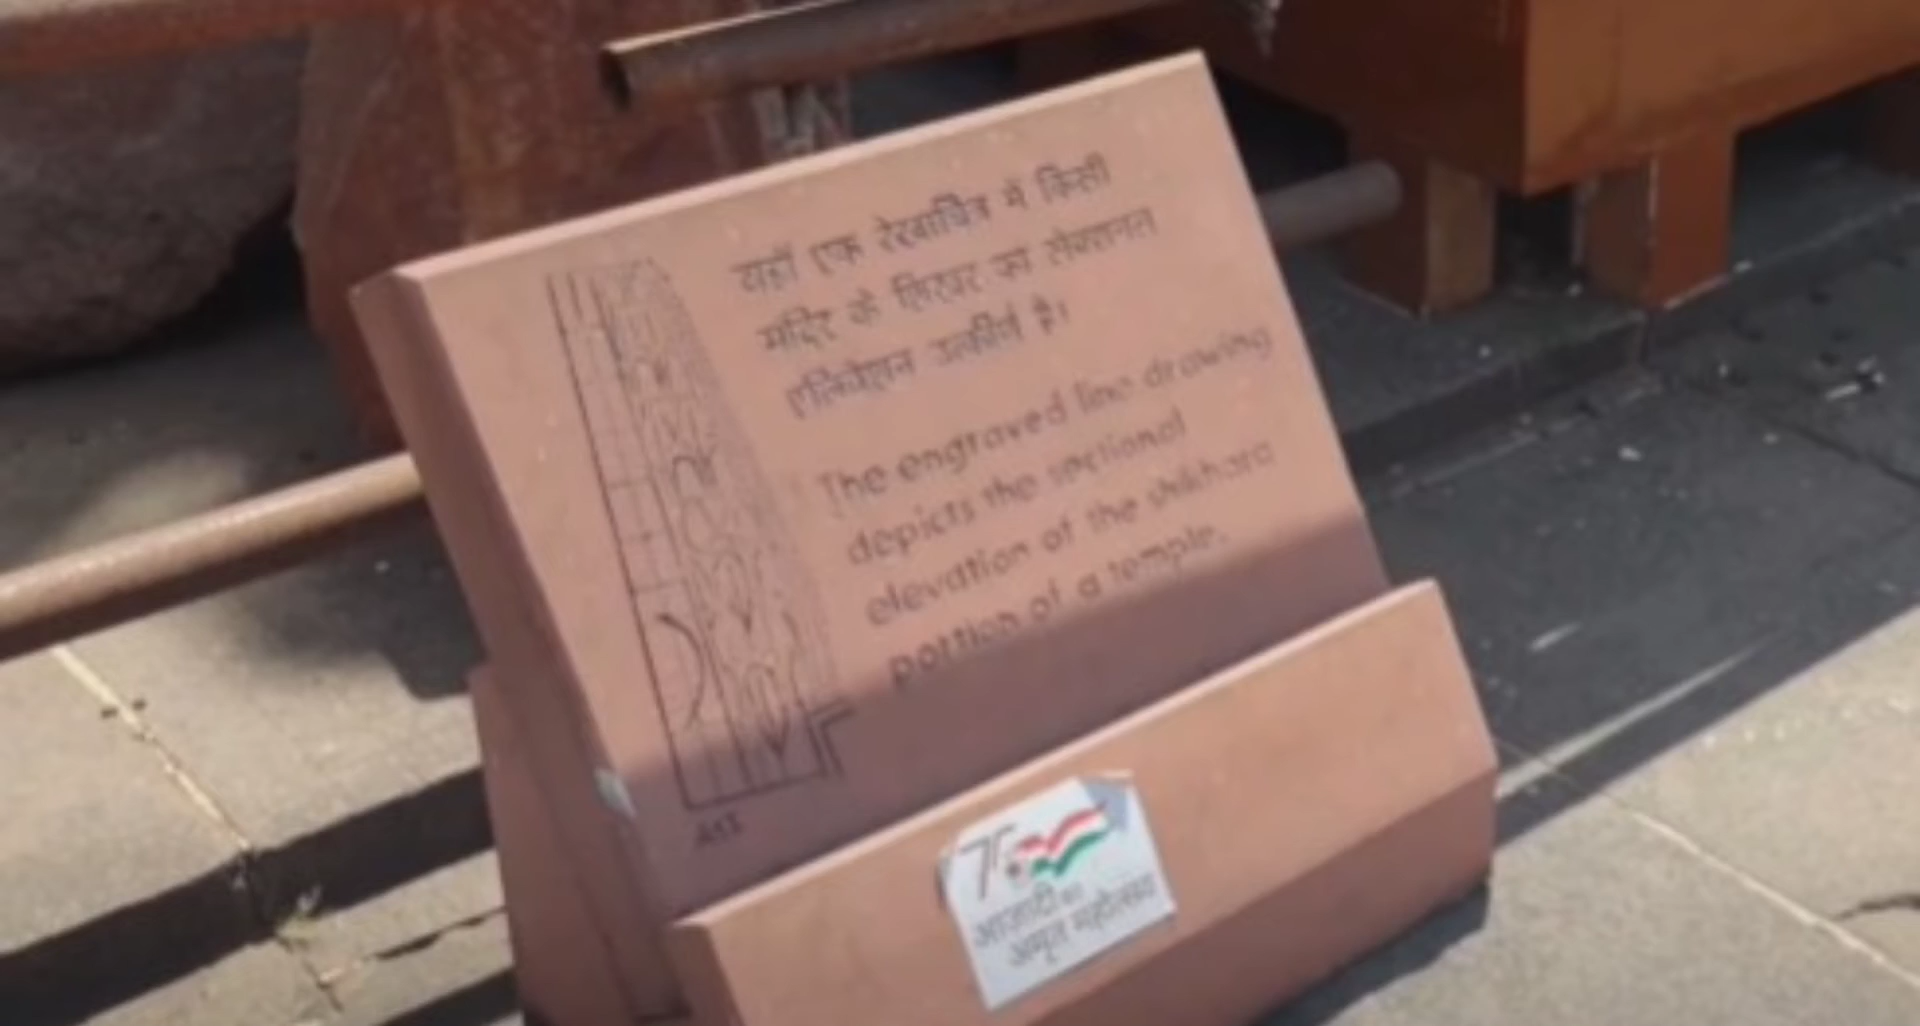 यहाँ एक रेखाचित्र में किसी
मंदिर के शिखर का सेक्शनल
एलिवेशन उत्कीर्ण है।
The engraved line drawing
depicts the sectional
elevation of the shikhara
portion of a temple.
75
आज़ादी का
अमृत महोत्सव